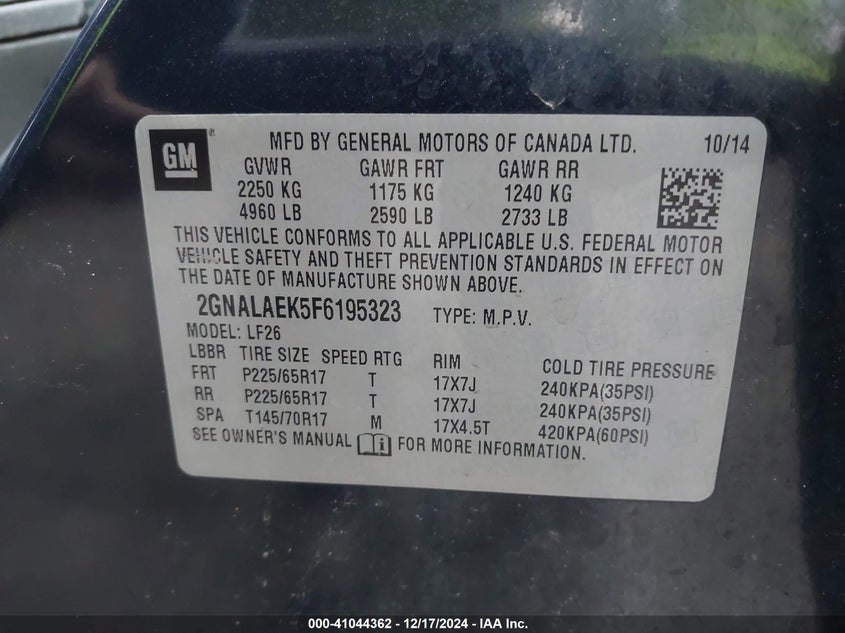 GM ® MFD BY GENERAL MOTORS OF CANADA LTD. 10/14
GVWR GAWR FRT GAWR RR
2250 KG 1175 KG 1240 KG
4960 LB 2590 LB 2733 LB
THIS VEHICLE CONFORMS TO ALL APPLICABLE U.S. FEDERAL MOTOR
VEHICLE SAFETY AND THEFT PREVENTION STANDARDS IN EFFECT ON
THE DATE OF MANUFACTURE SHOWN ABOVE.
2GNALAEK5F6195323 TYPE: M.P.V.
MODEL: LF26
LBBR TIRE SIZE SPEED RTG RIM COLD TIRE PRESSURE
FRT P225/65R17 T 17X7J 240KPA(35PSI)
RR P225/65R17 T 17X7J 240KPA(35PSI)
SPA T145/70R17 M 17X4.5T 420KPA(60PSI)
SEE OWNER'S MANUAL i FOR MORE INFORMATION.
000-41044362 - 12/17/2024 - IAA Inc.